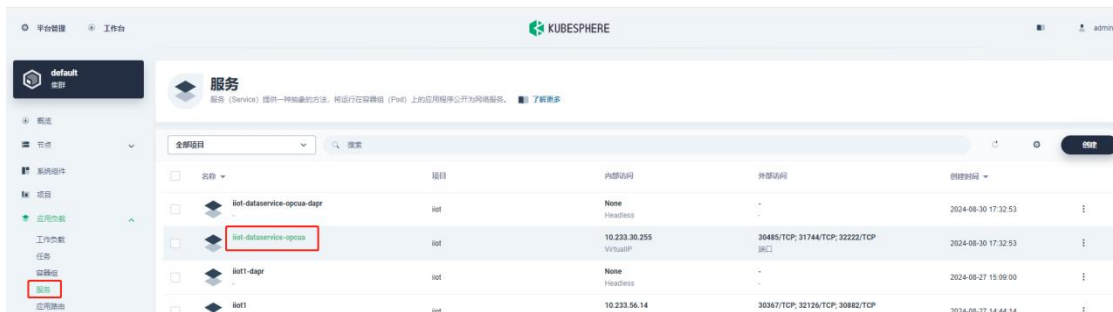 平台管理 工作台 KUBESPHERE admin
default
集群
服务
服务 (Service) 提供一种抽象的方法，将运行在容器组 (Pod) 上的应用程序公开为网络服务。 了解更多
概览
节点
系统组件
项目
应用负载
工作负载
任务
容器组
服务
应用路由
全部项目 搜索 创建
名称 项目 内部访问 外部访问 创建时间
iiot-dataservice-opcua-dapr iiot None - 2024-08-30 17:32:53
- Headless -
iiot-dataservice-opcua iiot 10.233.30.255 30485/TCP; 31744/TCP; 32222/TCP 2024-08-30 17:32:53
- VirtualIP 端口
iiot1-dapr iiot None - 2024-08-27 15:09:00
- Headless -
iiot1 iiot 10.233.56.14 30367/TCP; 32126/TCP; 30882/TCP 2024-08-27 14:44:14